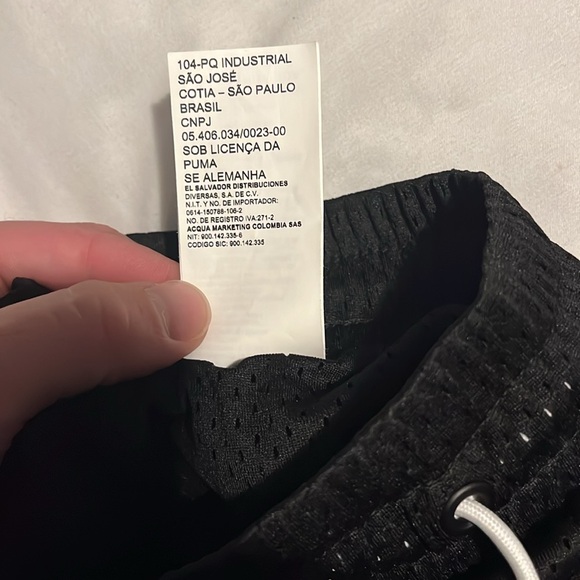 104-PQ INDUSTRIAL
SÃO JOSÉ
COTIA – SÃO PAULO
BRASIL
CNPJ
05.406.034/0023-00
SOB LICENÇA DA
PUMA
SE ALEMANHA
EL SALVADOR DISTRIBUCIONES
DIVERSAS, S.A. DE C.V.
N.I.T. Y NO. DE IMPORTADOR:
0614-150788-106-2
NO. DE REGISTRO IVA:271-2
ACQUA MARKETING COLOMBIA SAS
NIT: 900.142.335-6
CODIGO SIC: 900.142.335